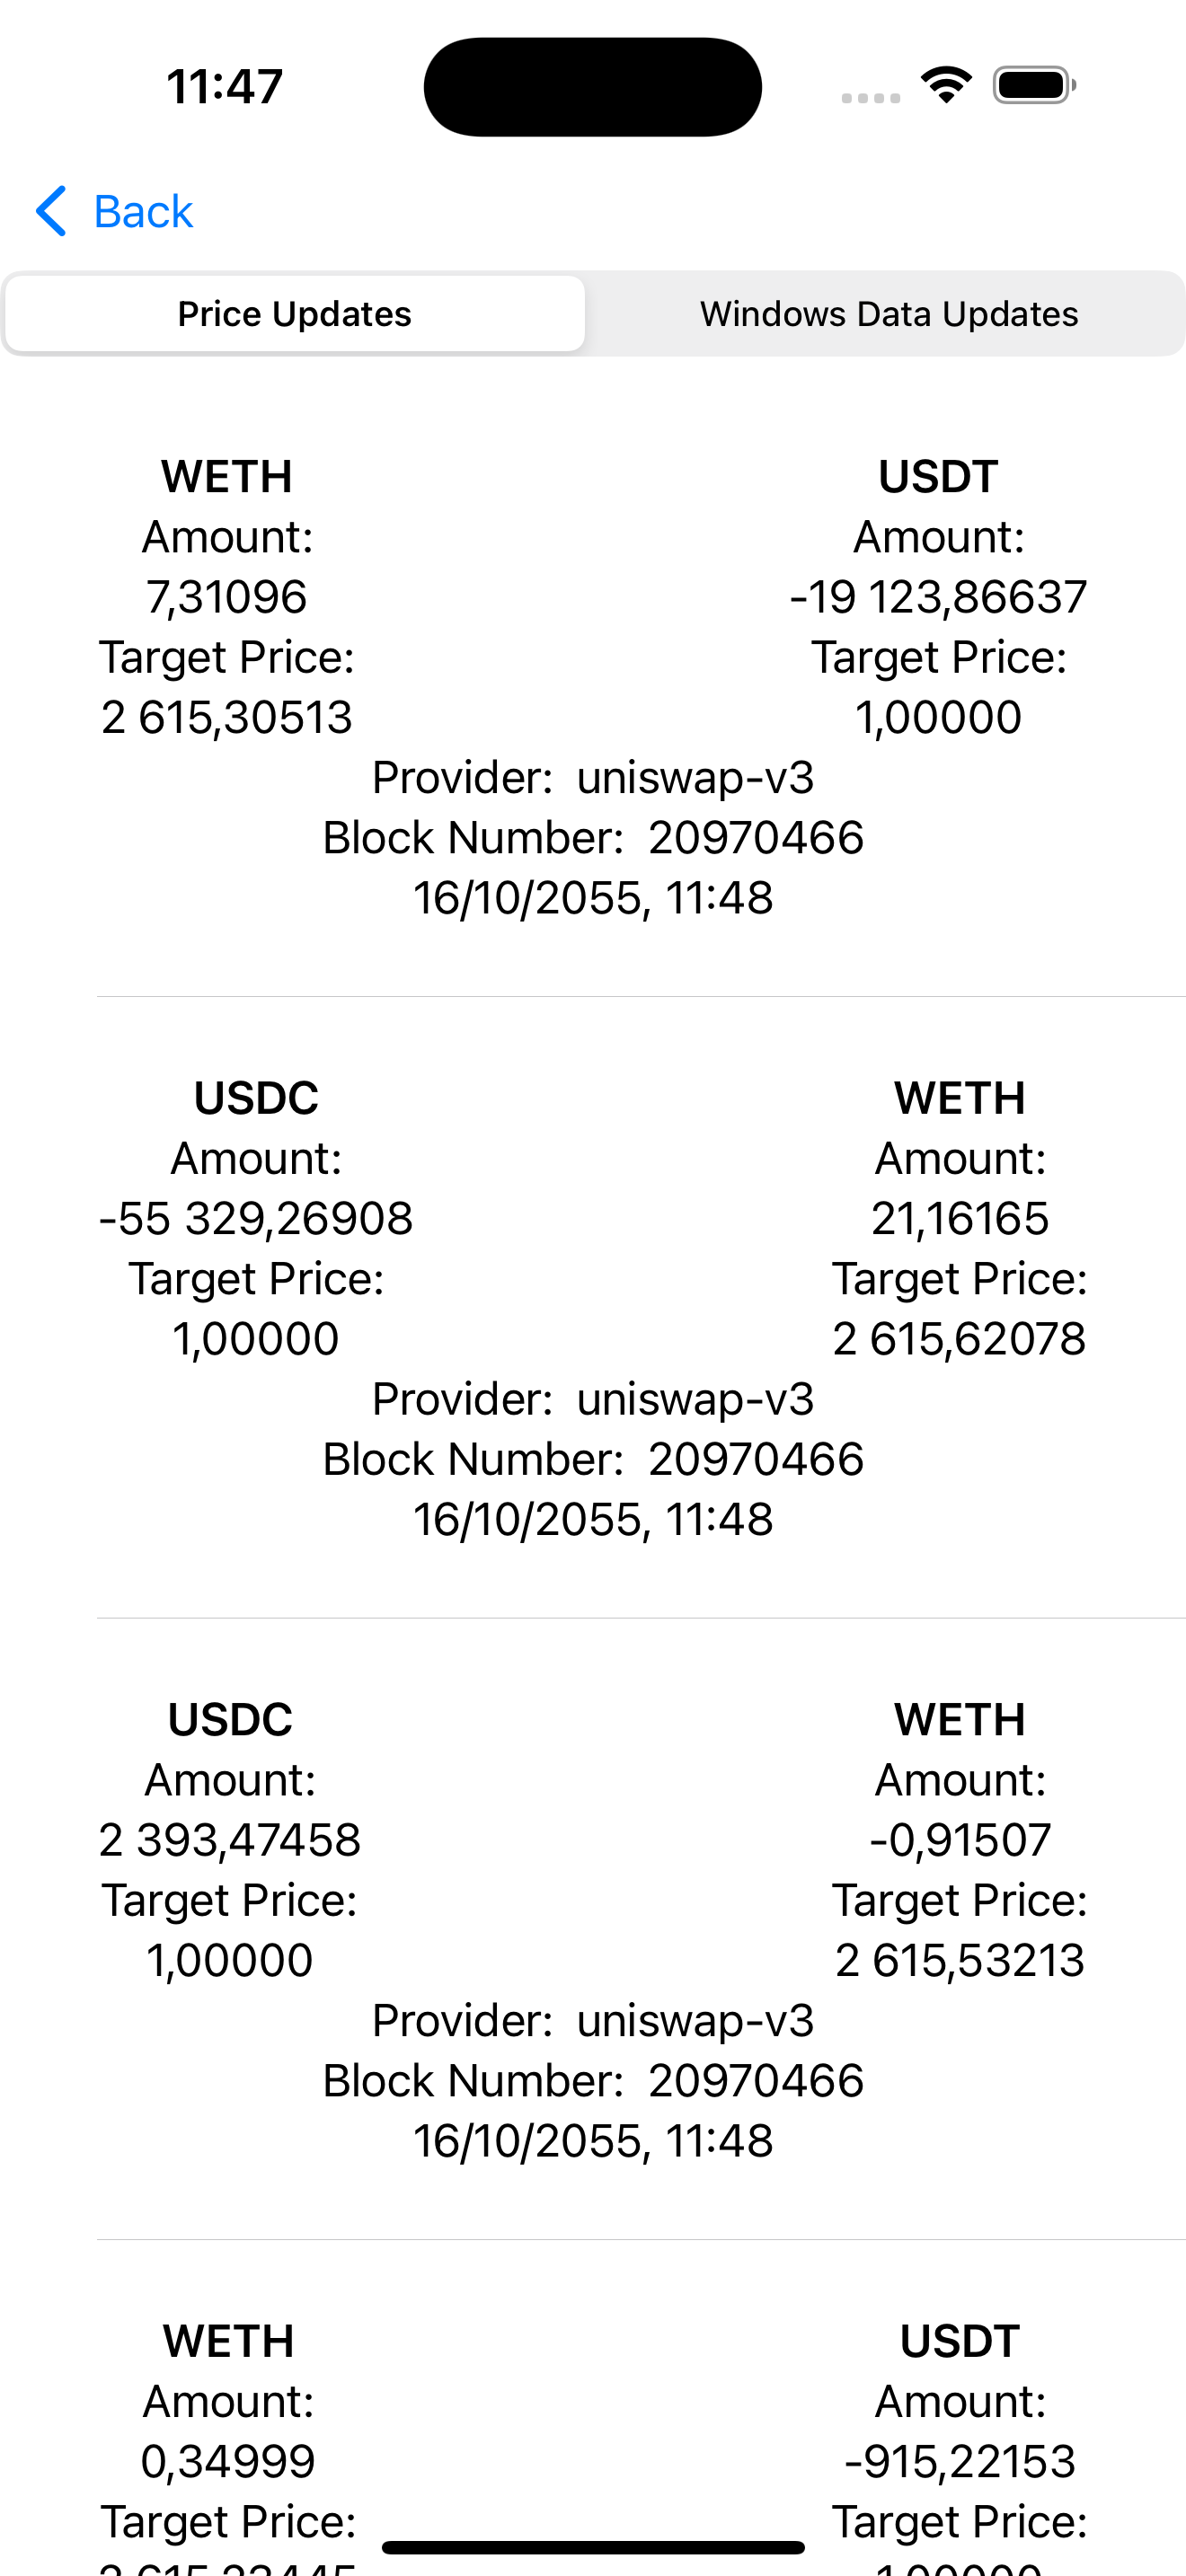 11:47
Back
Price Updates Windows Data Updates
WETH USDT
Amount: Amount:
7,31096 -19 123,86637
Target Price: Target Price:
2 615,30513 1,00000
Provider: uniswap-v3
Block Number: 20970466
16/10/2055, 11:48
USDC WETH
Amount: Amount:
-55 329,26908 21,16165
Target Price: Target Price:
1,00000 2 615,62078
Provider: uniswap-v3
Block Number: 20970466
16/10/2055, 11:48
USDC WETH
Amount: Amount:
2 393,47458 -0,91507
Target Price: Target Price:
1,00000 2 615,53213
Provider: uniswap-v3
Block Number: 20970466
16/10/2055, 11:48
WETH USDT
Amount: Amount:
0,34999 -915,22153
Target Price: Target Price: